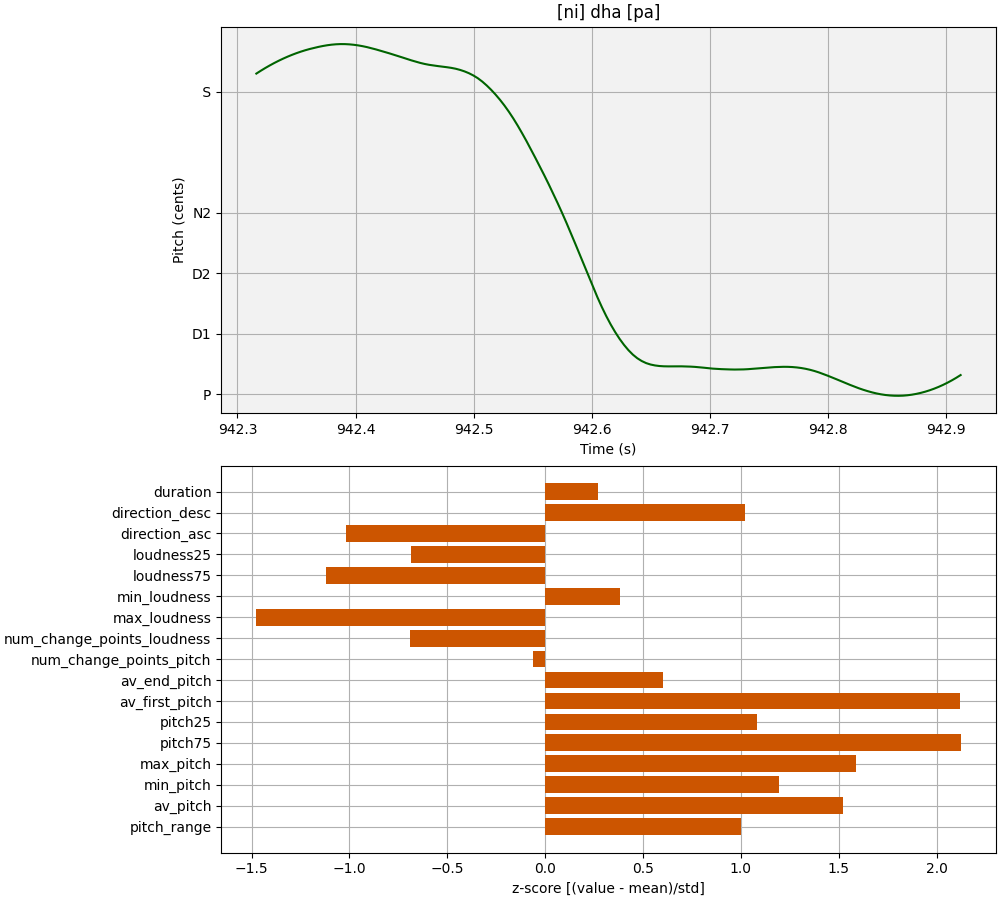 [ni] dha [pa]
S
N2
D2
D1
P
Pitch (cents)
942.3 942.4 942.5 942.6 942.7 942.8 942.9
Time (s)
duration
direction_desc
direction_asc
loudness25
loudness75
min_loudness
max_loudness
num_change_points_loudness
num_change_points_pitch
av_end_pitch
av_first_pitch
pitch25
pitch75
max_pitch
min_pitch
av_pitch
pitch_range
−1.5 −1.0 −0.5 0.0 0.5 1.0 1.5 2.0
z-score [(value - mean)/std]